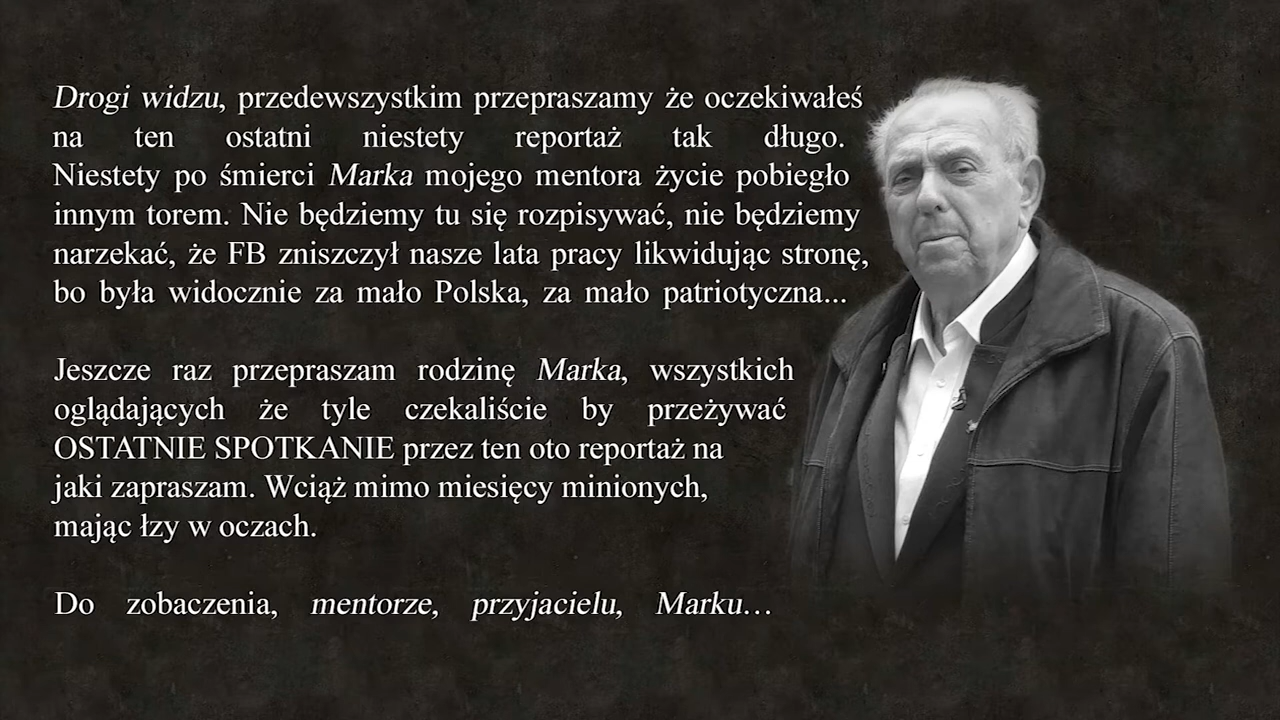 Drogi widzu, przedewszystkim przepraszamy że oczekiwałeś
na ten ostatni niestety reportaż tak długo.
Niestety po śmierci Marka mojego mentora życie pobiegło
innym torem. Nie będziemy tu się rozpisywać, nie będziemy
narzekać, że FB zniszczył nasze lata pracy likwidując stronę,
bo była widocznie za mało Polska, za mało patriotyczna...
Jeszcze raz przepraszam rodzinę Marka, wszystkich
oglądających że tyle czekaliście by przeżywać
OSTATNIE SPOTKANIE przez ten oto reportaż na
jaki zapraszam. Wciąż mimo miesięcy minionych,
mając łzy w oczach.
Do zobaczenia, mentorze, przyjacielu, Marku…